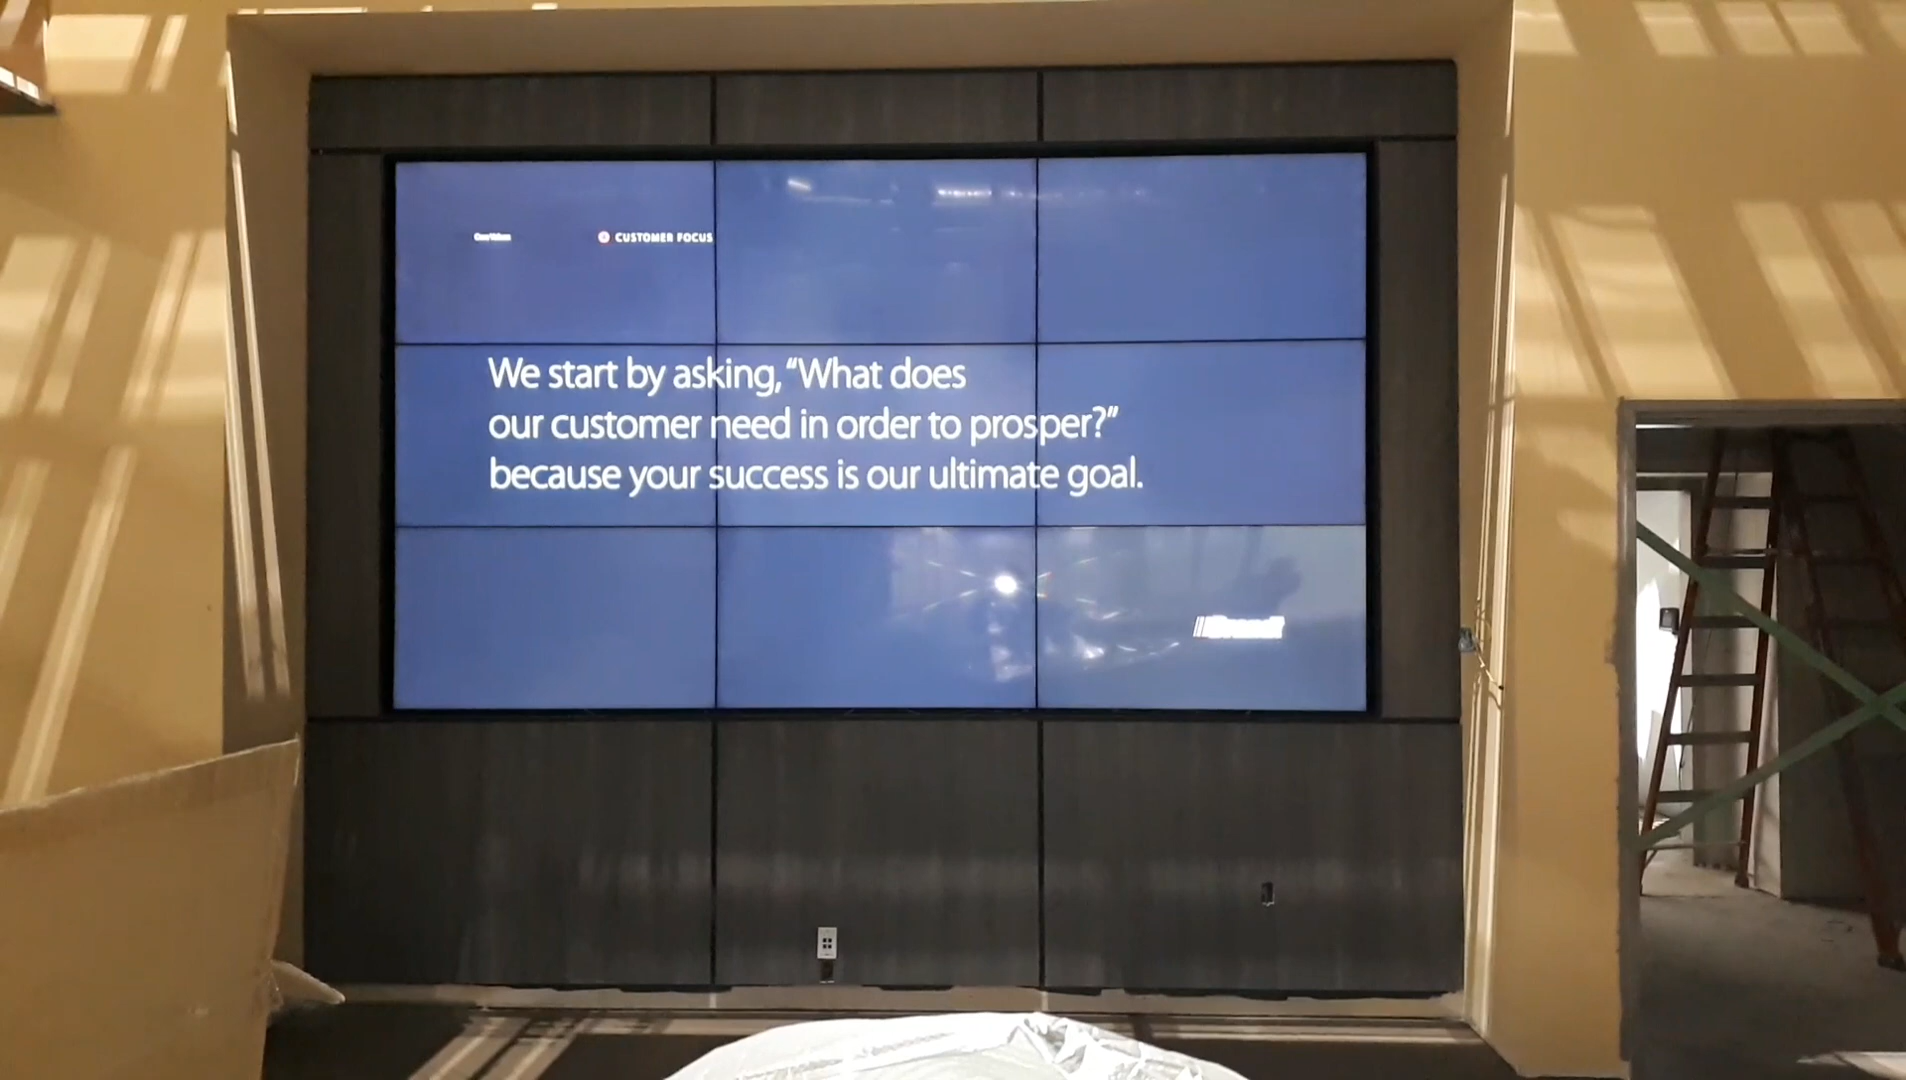 CUSTOMER FOCUS
We start by asking, “What does
our customer need in order to prosper?”
because your success is our ultimate goal.